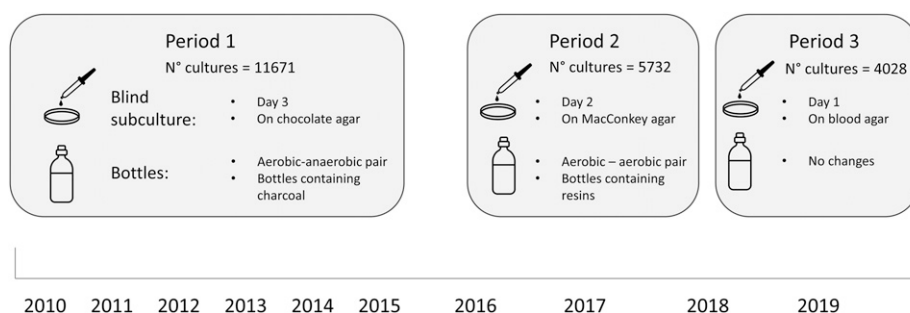 Period 1
N° cultures = 11671
Blind
subculture:
• Day 3
• On chocolate agar
Bottles:
• Aerobic-anaerobic pair
• Bottles containing
charcoal
Period 2
N° cultures = 5732
• Day 2
• On MacConkey agar
• Aerobic – aerobic pair
• Bottles containing
resins
Period 3
N° cultures = 4028
• Day 1
• On blood agar
• No changes
2010 2011 2012 2013 2014 2015 2016 2017 2018 2019